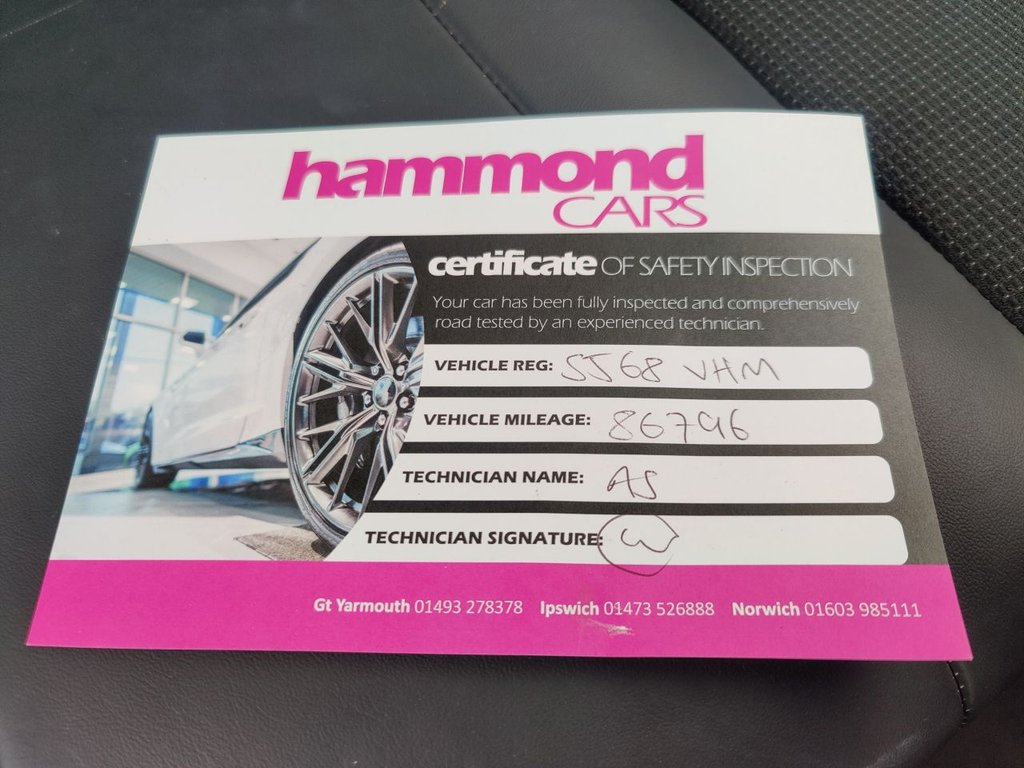 hammond
CARS
certificate OF SAFETY INSPECTION
Your car has been fully inspected and comprehensively
road tested by an experienced technician.
VEHICLE REG: SJ68 VHM
VEHICLE MILEAGE: 86796
TECHNICIAN NAME: AS
TECHNICIAN SIGNATURE:
Gt Yarmouth 01493 278378 Ipswich 01473 526888 Norwich 01603 985111